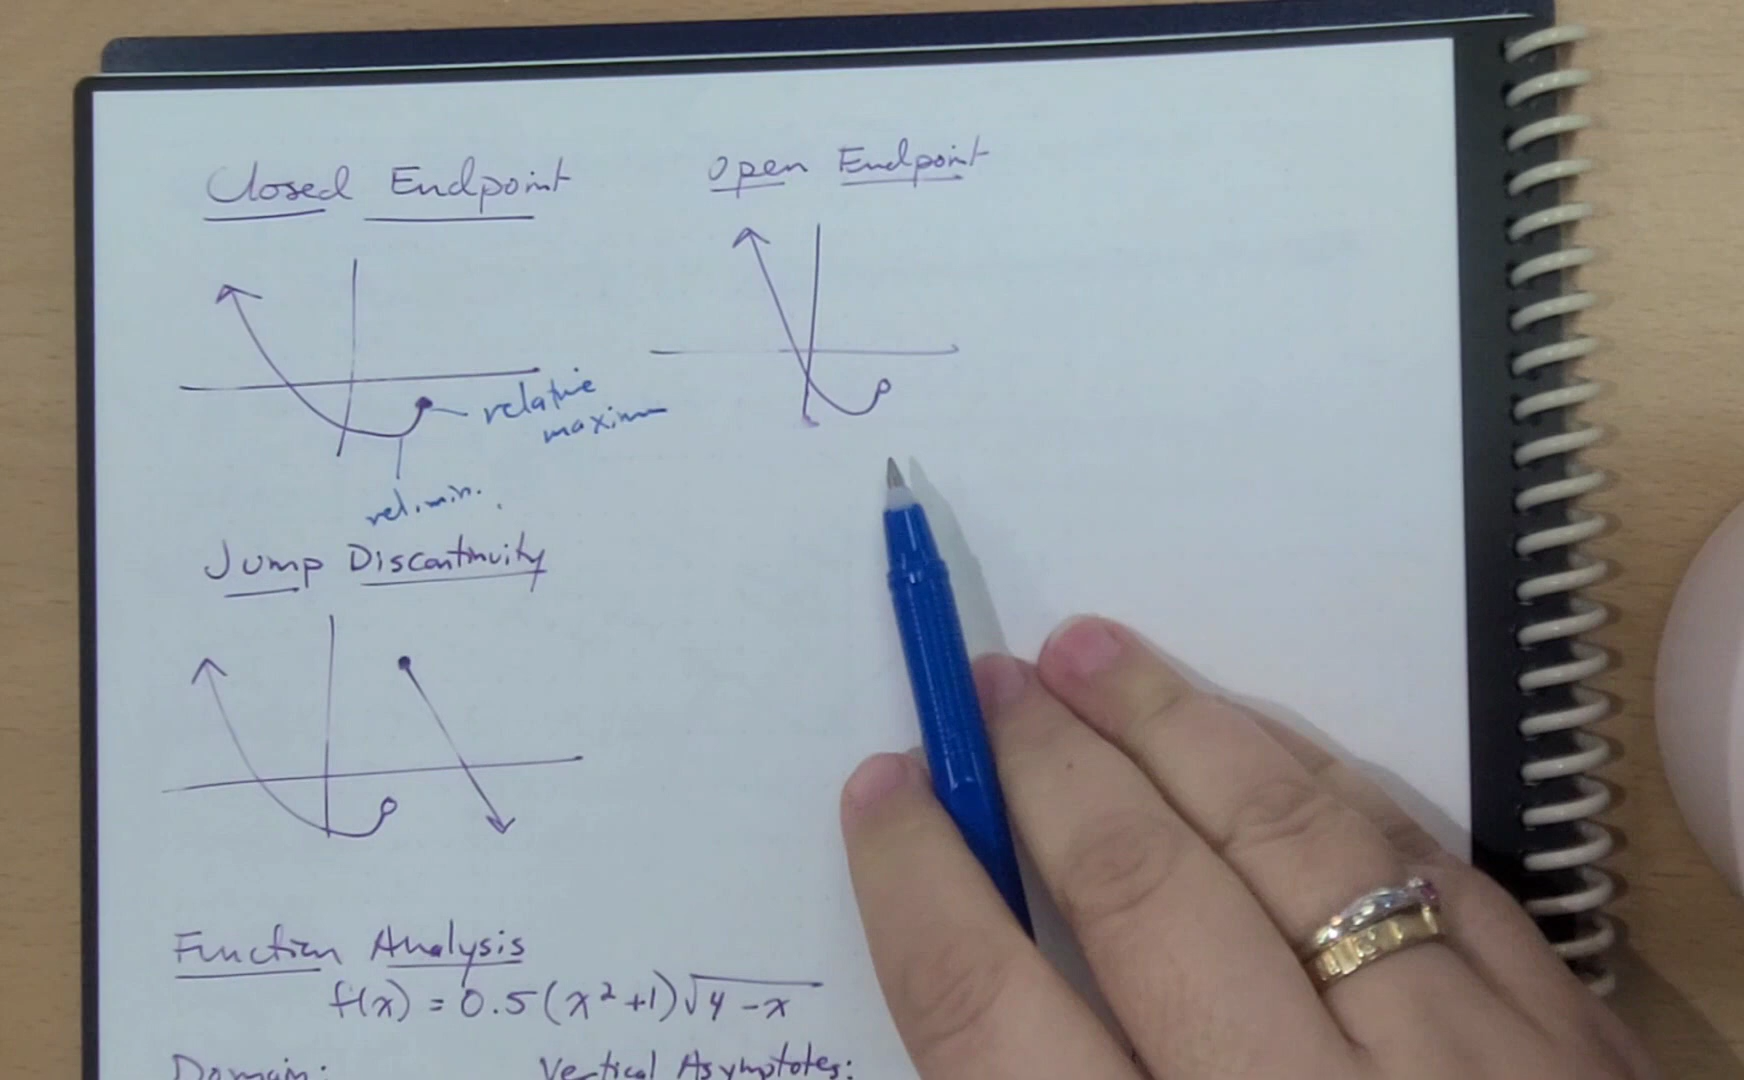 Closed Endpoint
Open Endpoint
relative
maximum
rel. min.
Jump Discontinuity
Function Analysis
f(x) = 0.5(x²+1)√4-x
Domain:
Vertical Asymptotes: